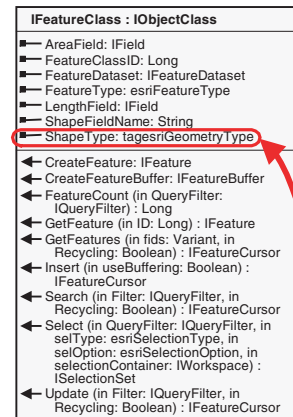 IFeatureClass : IObjectClass
AreaField: IField
FeatureClassID: Long
FeatureDataset: IFeatureDataset
FeatureType: esriFeatureType
LengthField: IField
ShapeFieldName: String
ShapeType: tagesriGeometryType
CreateFeature: IFeature
CreateFeatureBuffer: IFeatureBuffer
FeatureCount (in QueryFilter:
IQueryFilter) : Long
GetFeature (in ID: Long) : IFeature
GetFeatures (in fids: Variant, in
Recycling: Boolean) : IFeatureCursor
Insert (in useBuffering: Boolean) :
IFeatureCursor
Search (in Filter: IQueryFilter, in
Recycling: Boolean) : IFeatureCursor
Select (in QueryFilter: IQueryFilter, in
selType: esriSelectionType, in
selOption: esriSelectionOption, in
selectionContainer: IWorkspace) :
ISelectionSet
Update (in Filter: IQueryFilter, in
Recycling: Boolean) : IFeatureCursor